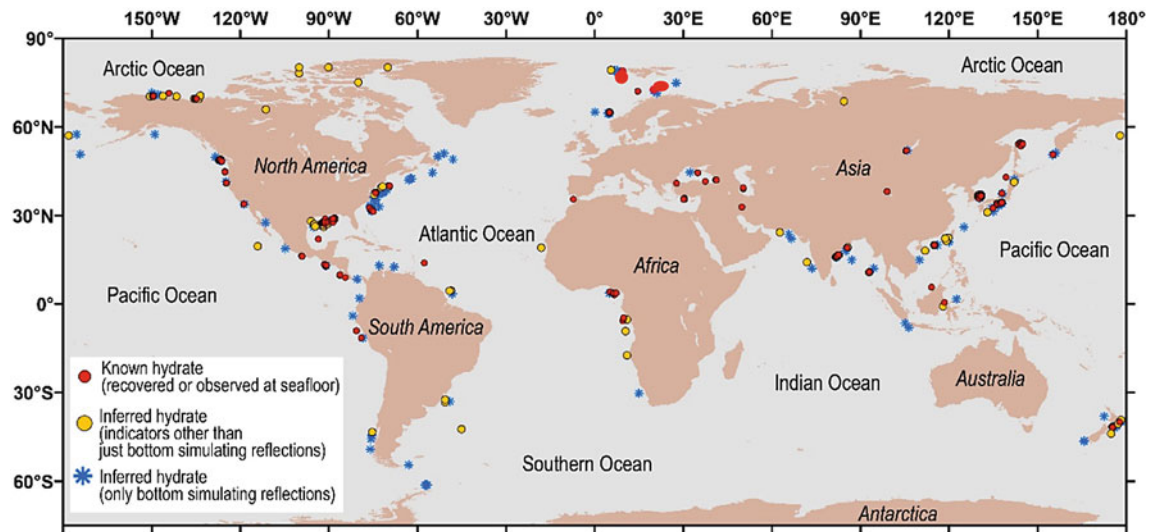 150°W 120°W 90°W 60°W 30°W 0° 30°E 60°E 90°E 120°E 150°E 180°
90°
Arctic Ocean Arctic Ocean
60°N
North America Asia
30°N
Atlantic Ocean Pacific Ocean
Africa
0°
Pacific Ocean
South America
Known hydrate
(recovered or observed at seafloor)
Indian Ocean Australia
30°S
Inferred hydrate
(indicators other than
just bottom simulating reflections)
Southern Ocean
60°S
Inferred hydrate
(only bottom simulating reflections)
Antarctica